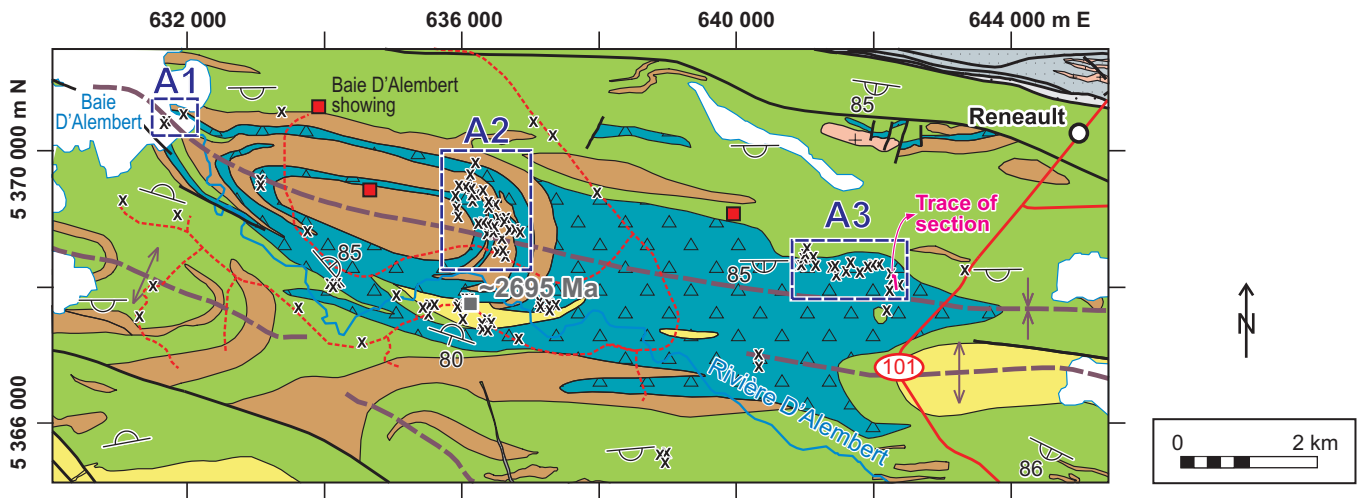 632 000
636 000
640 000
644 000 m E
A1
Baie D'Alembert
showing
85
Baie
D'Alembert
A2
Reneault
5 370 000 m N
A3
Trace of
section
85
85
~2695 Ma
N
80
101
Rivière D'Alembert
5 366 000
86
0
2 km